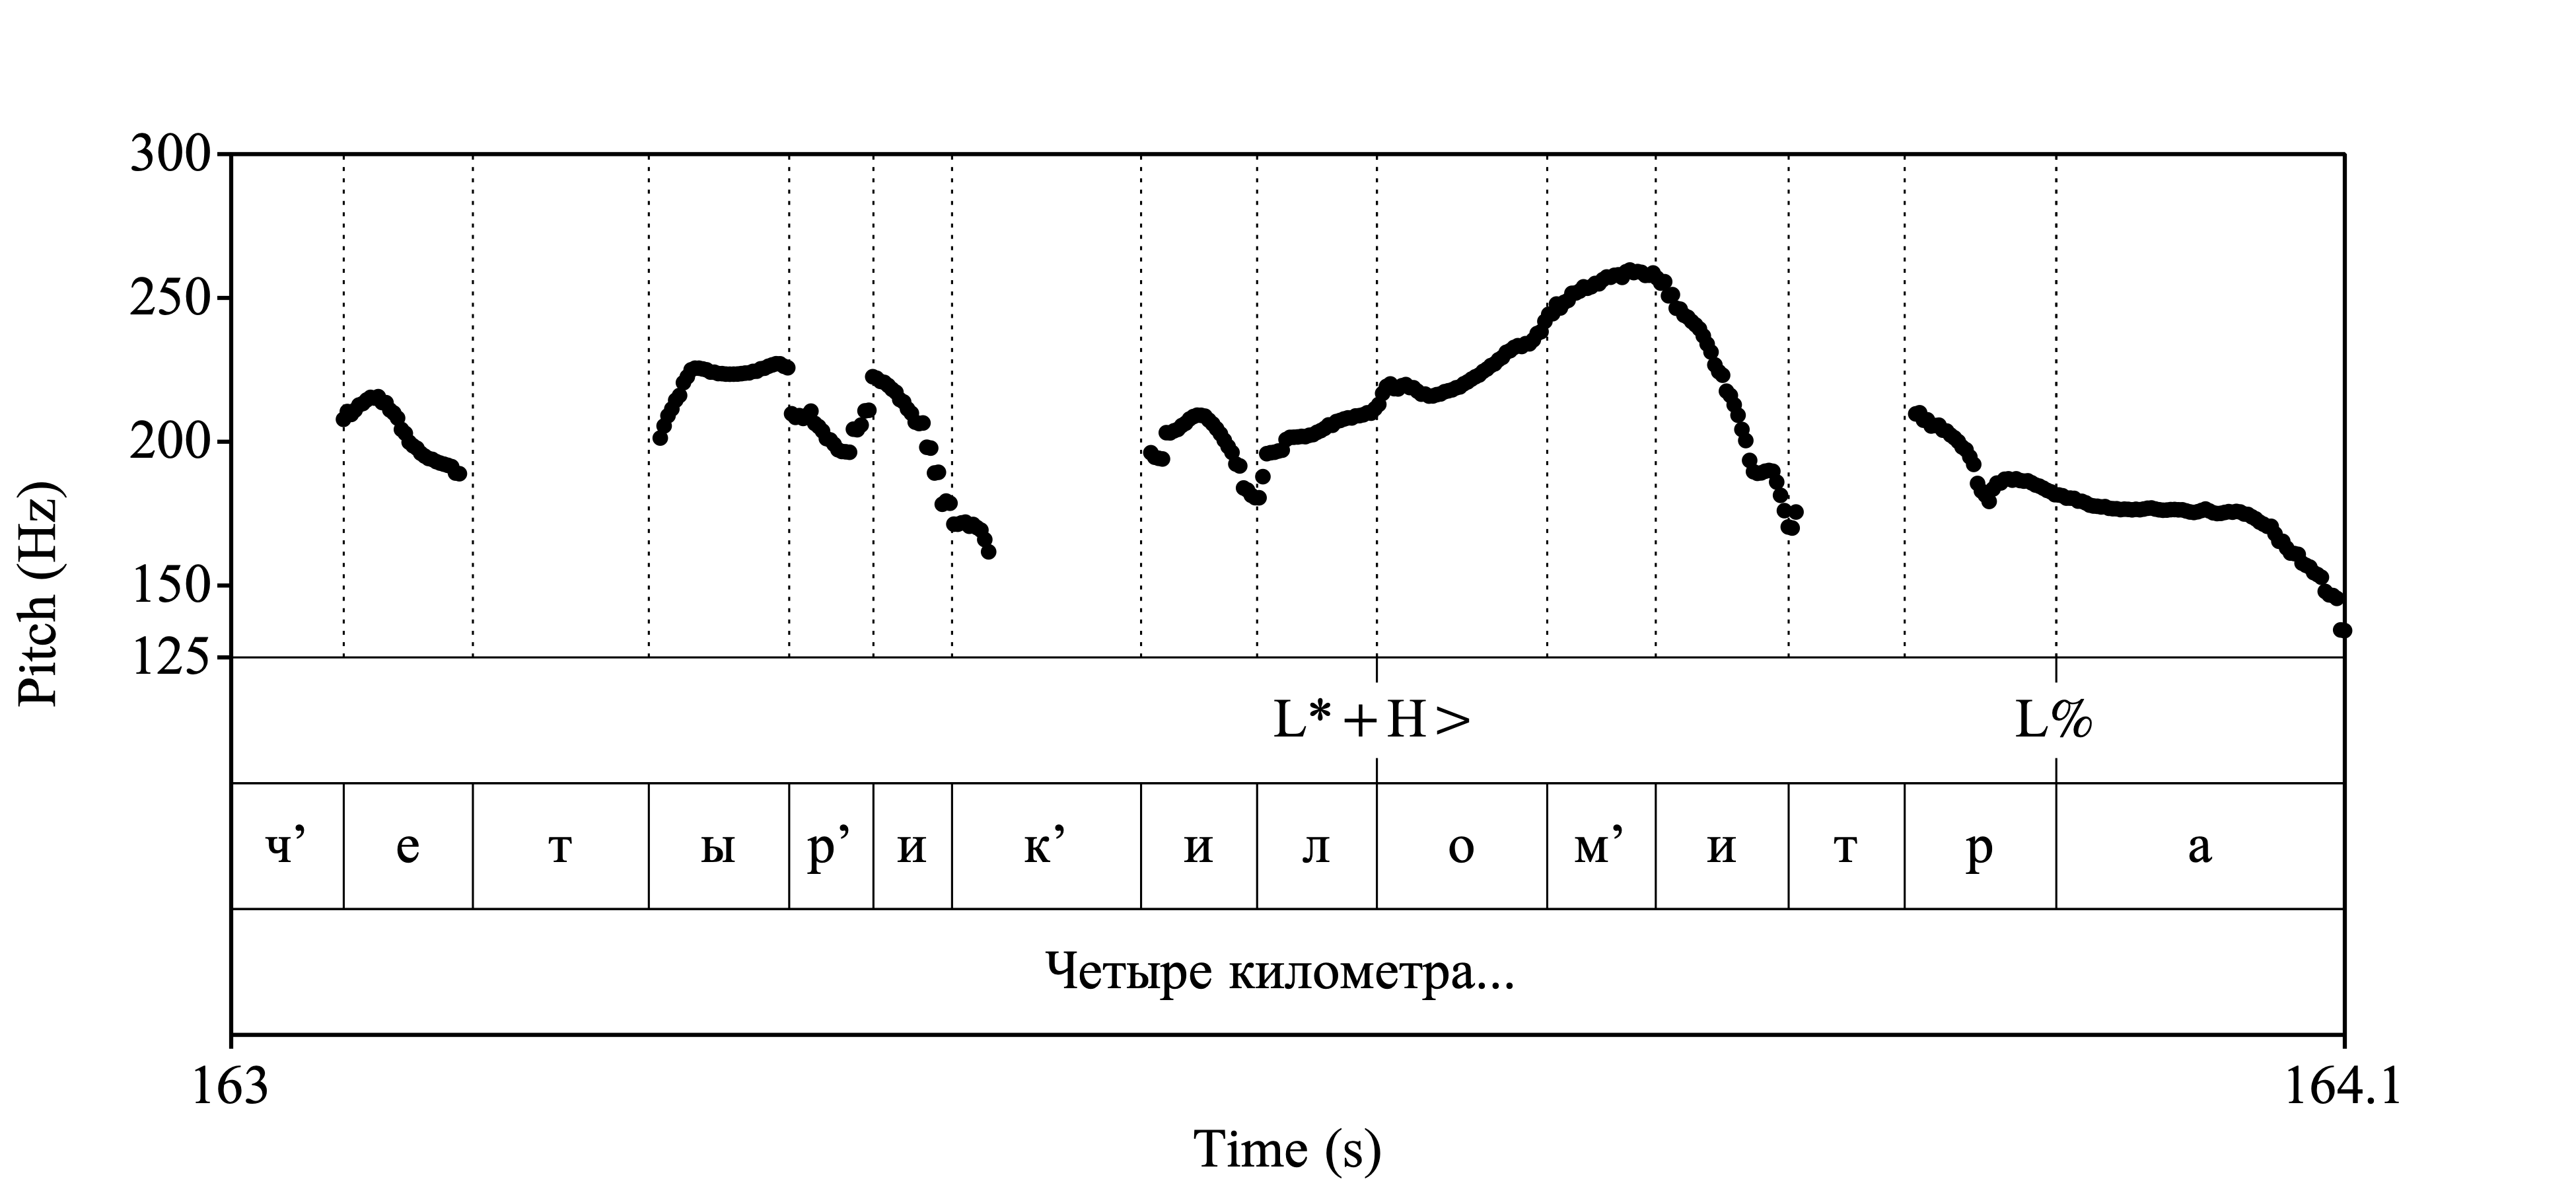 300
250
200
150
125
Pitch (Hz)
L*+H> L%
ч’ е т ы р’ и к’ и л о м’ и т р а
Четыре километра...
163 164.1
Time (s)